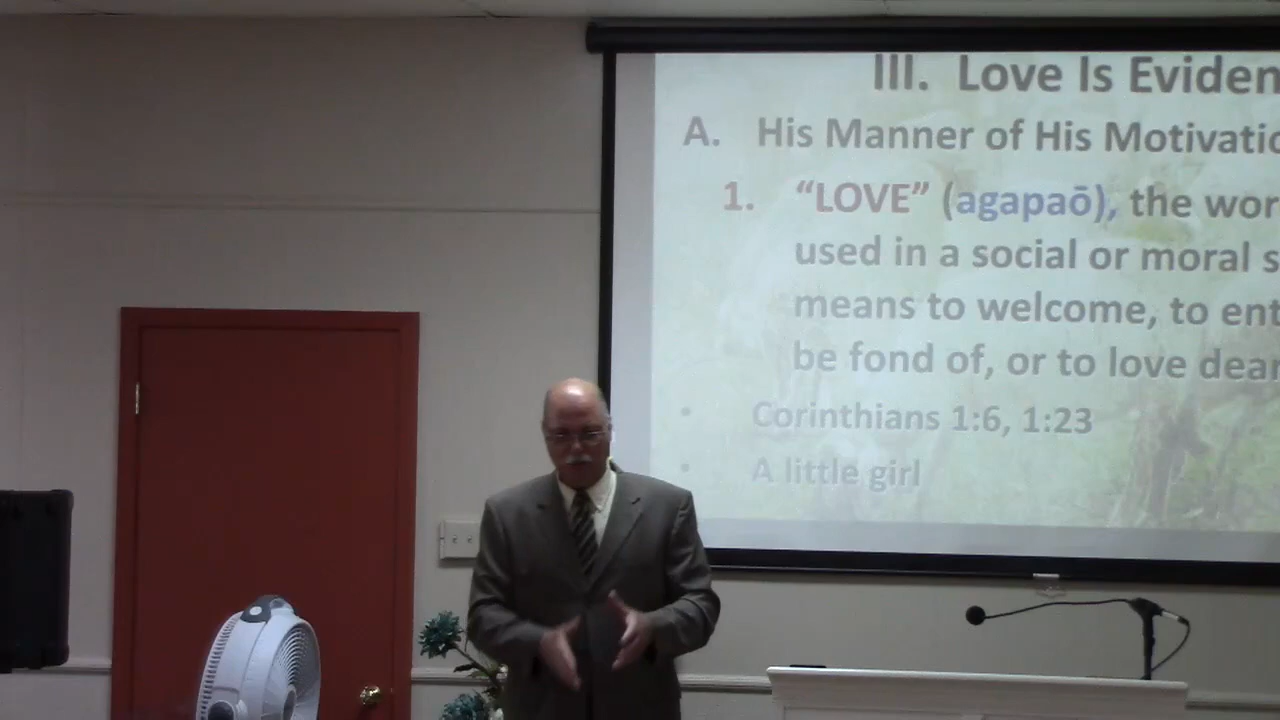 III. Love Is Eviden
A. His Manner of His Motivatio
1. “LOVE” (agapaō), the wor
used in a social or moral s
means to welcome, to ent
be fond of, or to love dear
• Corinthians 1:6, 1:23
• A little girl